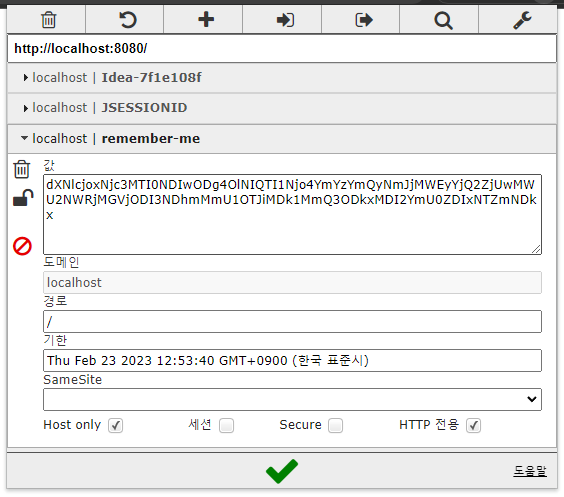 http://localhost:8080/
localhost | Idea-7f1e108f
localhost | JSESSIONID
localhost | remember-me
값
dXNlcjoxNjc3MTI0NDIwODg4OlNIQTI1Njo4YmYzYmQyNmJjMWEyYjQ2ZjUwMW
U2NWRjMGVjODI3NDhmMmU1OTJiMDk1MmQ3ODkxMDI2YmU0ZDIxNTZmNDk
x
도메인
localhost
경로
/
기한
Thu Feb 23 2023 12:53:40 GMT+0900 (한국 표준시)
SameSite
Host only 세션 Secure HTTP 전용
도움말